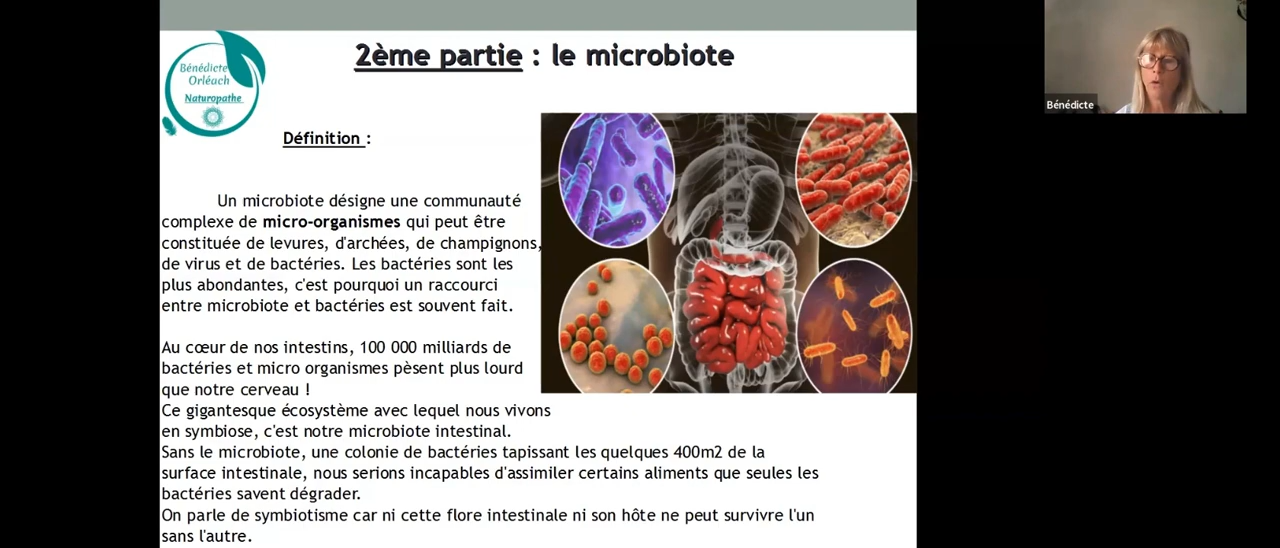 2ème partie : le microbiote
Bénédicte
Orléach
Naturopathe
Bénédicte
Définition :
Un microbiote désigne une communauté
complexe de micro-organismes qui peut être
constituée de levures, d'archées, de champignons,
de virus et de bactéries. Les bactéries sont les
plus abondantes, c'est pourquoi un raccourci
entre microbiote et bactéries est souvent fait.
Au cœur de nos intestins, 100 000 milliards de
bactéries et micro organismes pèsent plus lourd
que notre cerveau !
Ce gigantesque écosystème avec lequel nous vivons
en symbiose, c'est notre microbiote intestinal.
Sans le microbiote, une colonie de bactéries tapissant les quelques 400m2 de la
surface intestinale, nous serions incapables d'assimiler certains aliments que seules les
bactéries savent dégrader.
On parle de symbiotisme car ni cette flore intestinale ni son hôte ne peut survivre l'un
sans l'autre.